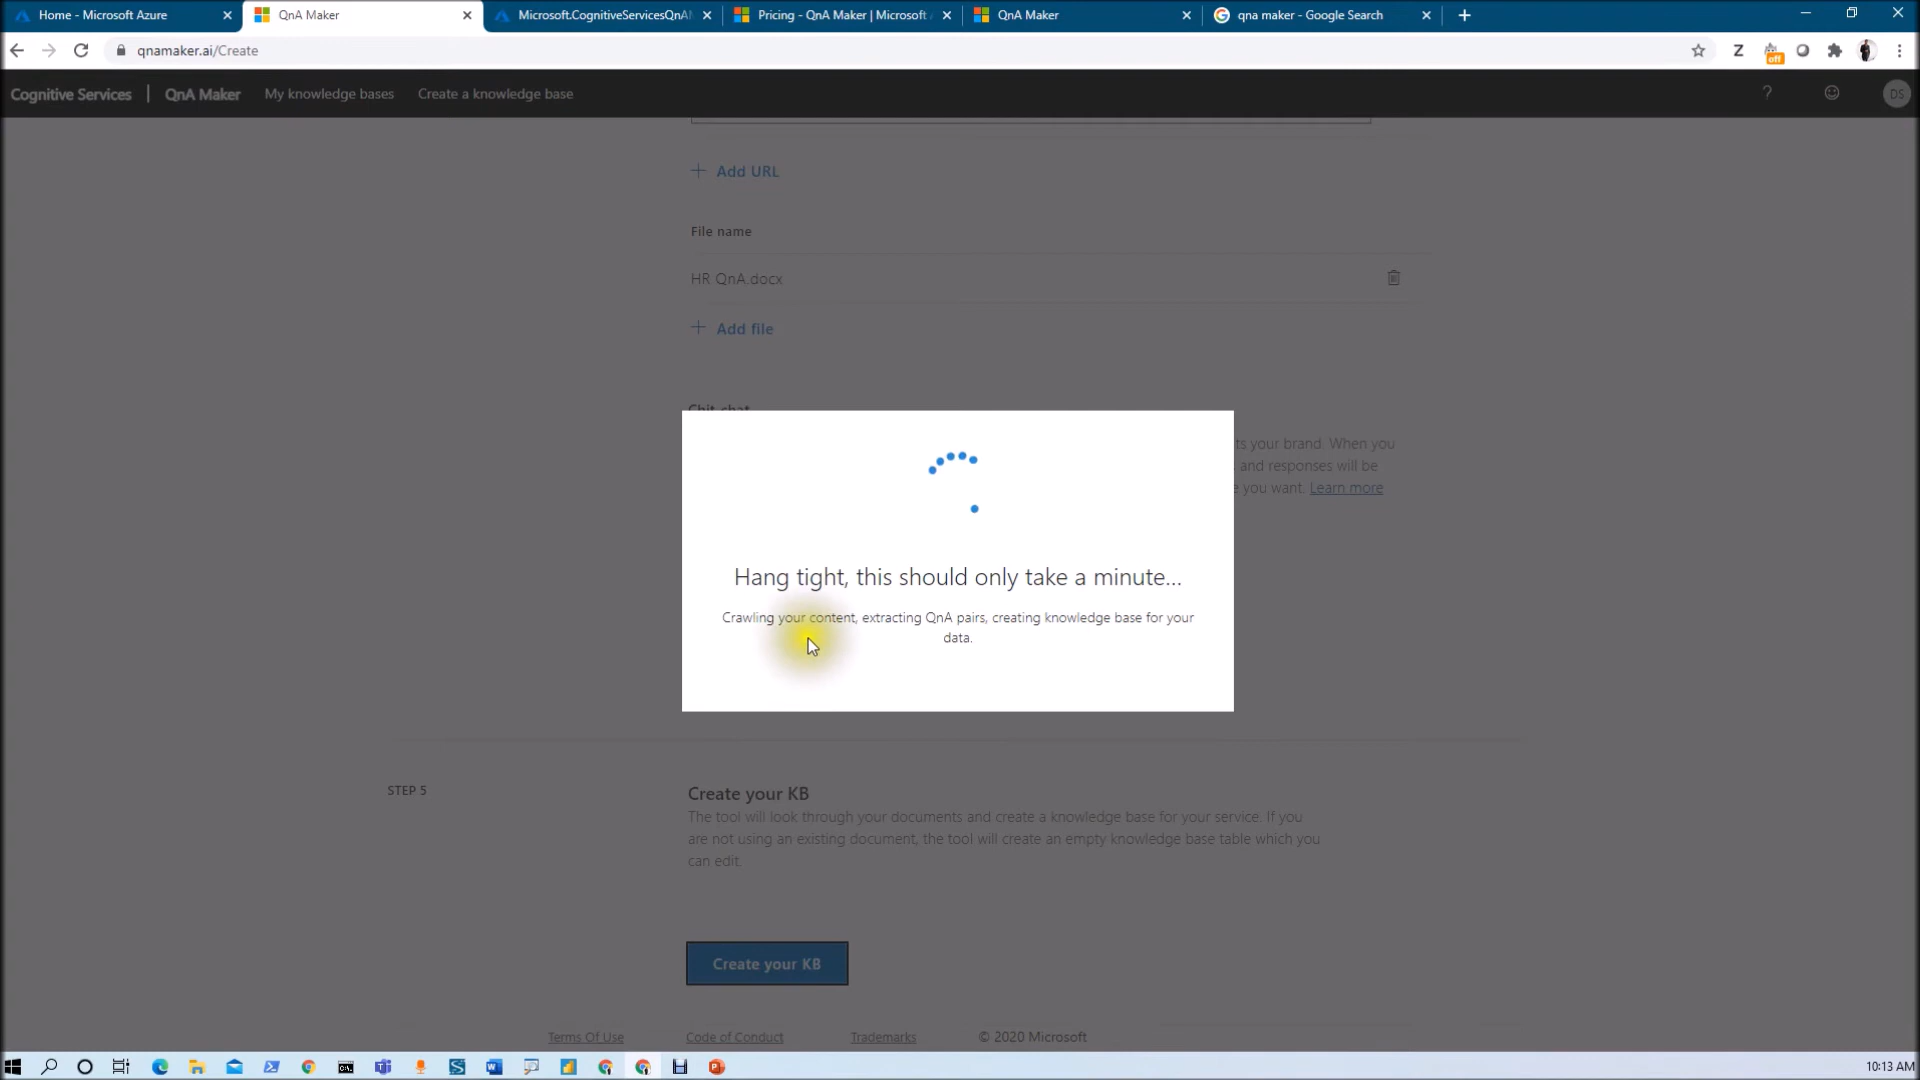 Home - Microsoft Azure
QnA Maker
Microsoft.CognitiveServicesQnAM
Pricing - QnA Maker | Microsoft
QnA Maker
qna maker - Google Search
qnamaker.ai/Create
Z
off
Cognitive Services | QnA Maker My knowledge bases Create a knowledge base
? DS
+ Add URL
File name
HR QnA.docx
+ Add file
Chit-chat
ts your brand. When you
and responses will be
you want. Learn more
Hang tight, this should only take a minute...
Crawling your content, extracting QnA pairs, creating knowledge base for your
data.
STEP 5
Create your KB
The tool will look through your documents and create a knowledge base for your service. If you
are not using an existing document, the tool will create an empty knowledge base table which you
can edit.
Create your KB
Terms Of Use Code of Conduct Trademarks © 2020 Microsoft
10:13 AM